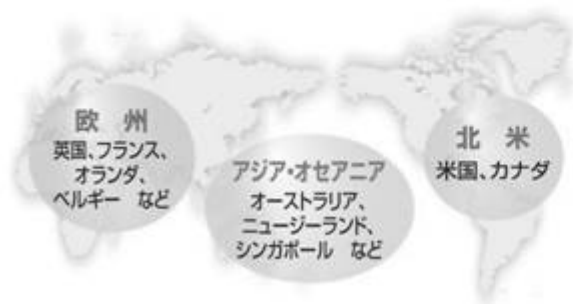 欧 州
英国、フランス、
オランダ、
ベルギー など
アジア・オセアニア
オーストラリア、
ニュージーランド、
シンガポール など
北 米
米国、カナダ